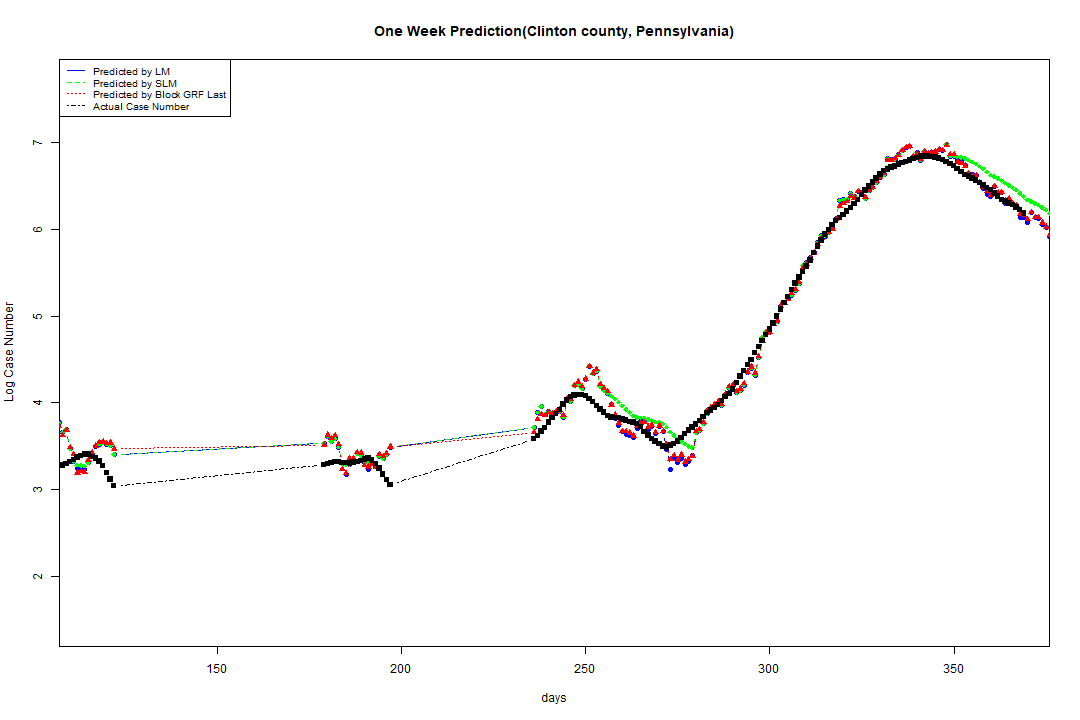 One Week Prediction(Clinton county, Pennsylvania)
Predicted by LM
Predicted by SLM
Predicted by Block GRF Last
Actual Case Number
7
6
5
4
3
2
Log Case Number
150 200 250 300 350
days